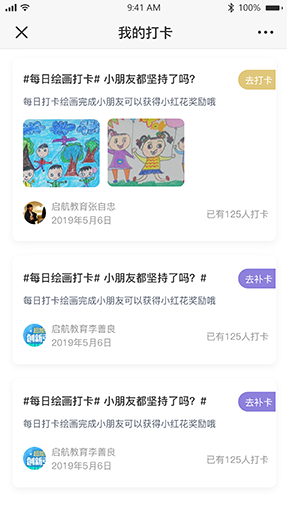 9:41 AM
100%
我的打卡
#每日绘画打卡# 小朋友都坚持了吗？
去打卡
每日打卡绘画完成小朋友可以获得小红花奖励哦
启航教育张自忠
2019年5月6日
已有125人打卡
#每日绘画打卡# 小朋友都坚持了吗？#
去补卡
每日打卡绘画完成小朋友可以获得小红花奖励哦
启航教育李善良
2019年5月6日
已有125人打卡
#每日绘画打卡# 小朋友都坚持了吗？#
去补卡
每日打卡绘画完成小朋友可以获得小红花奖励哦
启航教育李善良
2019年5月6日
已有125人打卡